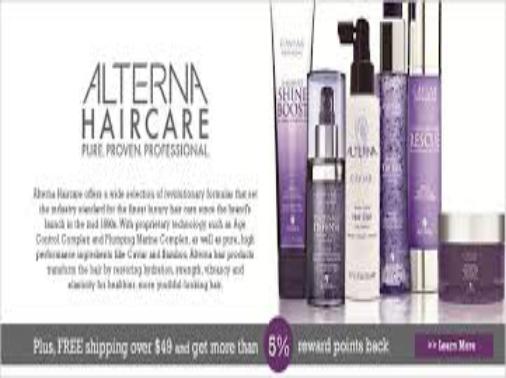 ALTERNA
HAIRCARE
PURE. PROVEN. PROFESSIONAL.
Alterna Haircare offers a wide selection of revolutionary formulas that set
the industry standard for the finest luxury hair care since the brand's
launch in the mid 1990s. With proprietary technology such as Age
Control Complex and Plumping Marine Complex, as well as pure, high
performance ingredients like Caviar and Bamboo, Alterna hair products
transform the hair by restoring hydration, strength, vibrancy and
elasticity for healthier, more youthful-looking hair.
SHINE
BOOST
ALTERNA
CAVIAR
RESCUE
Plus, FREE shipping over $49 and get more than 5% reward points back
>> Learn More